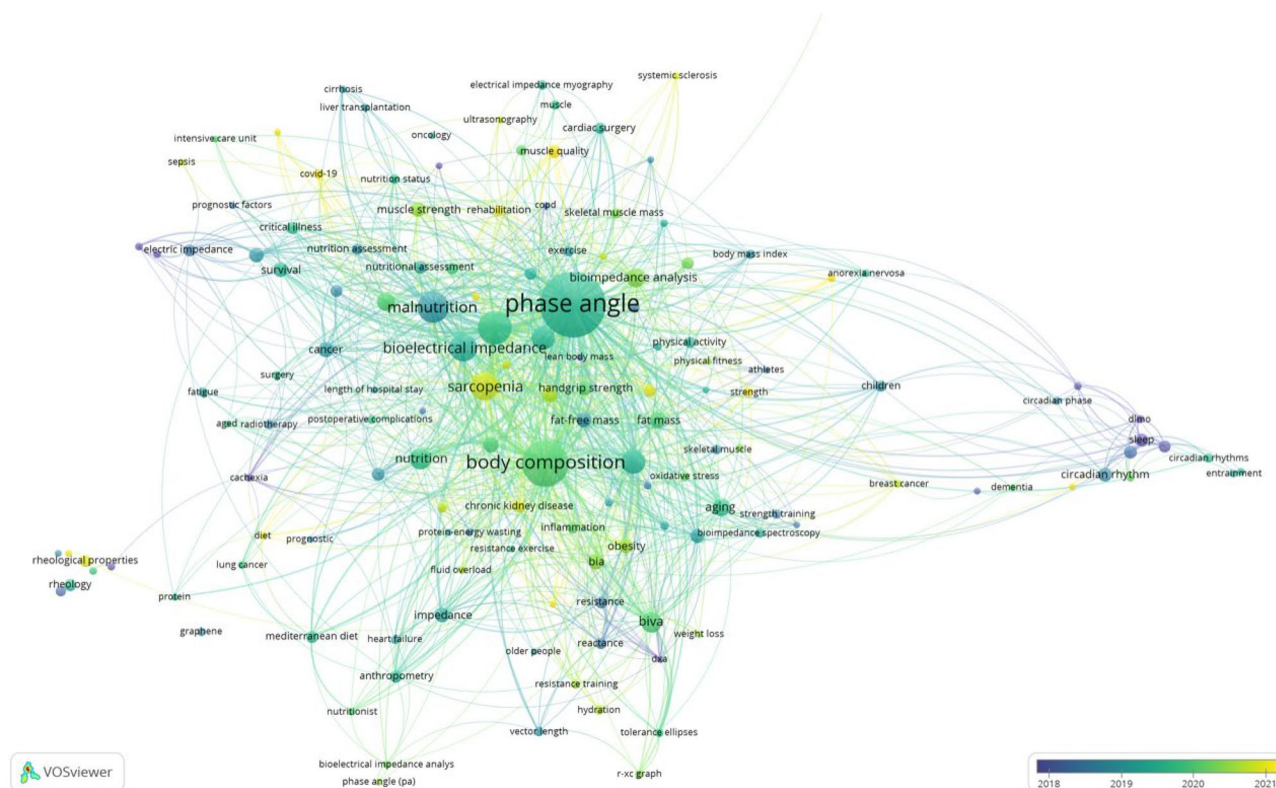 systemic sclerosis
electrical impedance myography
cirrhosis
muscle
liver transplantation
ultrasonography
cardiac surgery
oncology
intensive care unit
muscle quality
sepsis
covid-19
nutrition status
prognostic factors
copd
muscle strength
rehabilitation
skeletal muscle mass
critical illness
electric impedance
nutrition assessment
exercise
body mass index
survival
nutritional assessment
bioimpedance analysis
anorexia nervosa
malnutrition
phase angle
physical activity
cancer
bioelectrical impedance
lean body mass
physical fitness
athletes
surgery
sarcopenia
handgrip strength
children
fatigue
length of hospital stay
strength
circadian phase
aged
radiotherapy
postoperative complications
fat-free mass
fat mass
dlmo
sleep
skeletal muscle
nutrition
body composition
circadian rhythms
cachexia
oxidative stress
circadian rhythm
entrainment
breast cancer
dementia
chronic kidney disease
aging
strength training
inflammation
diet
prognostic
protein-energy wasting
bioimpedance spectroscopy
resistance exercise
obesity
rheological properties
lung cancer
fluid overload
bia
rheology
protein
resistance
impedance
biva
graphene
mediterranean diet
heart failure
reactance
weight loss
older people
dxa
anthropometry
resistance training
nutritionist
hydration
vector length
tolerance ellipses
bioelectrical impedance analys
r-xc graph
phase angle (pa)
VOSviewer
2018 2019 2020 2021